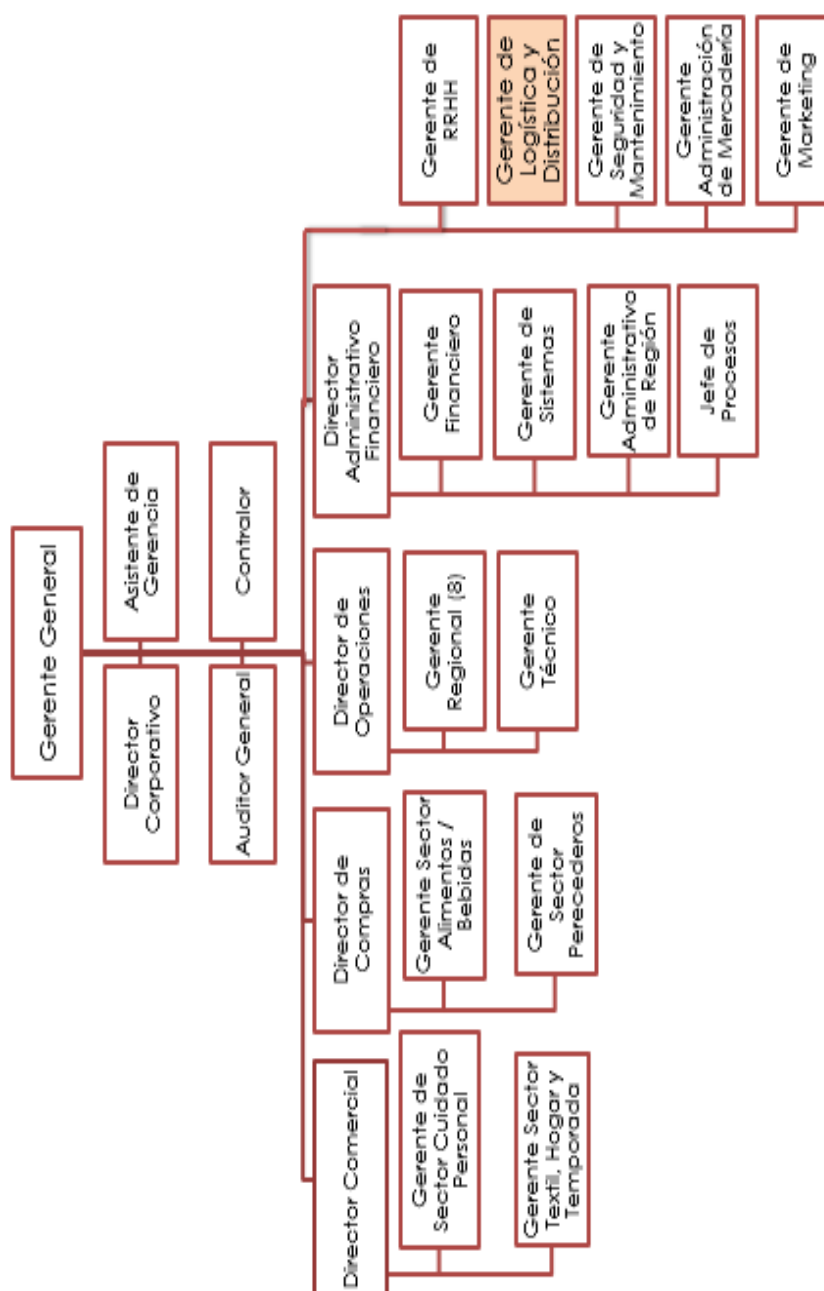 Gerente General
Director
Corporativo
Asistente de
Gerencia
Auditor General
Contralor
Director Comercial
Gerente de
Sector Cuidado
Personal
Gerente Sector
Textil, Hogar y
Temporada
Director de
Compras
Gerente Sector
Alimentos /
Bebidas
Gerente de
Sector
Perecederos
Director de
Operaciones
Gerente
Regional (8)
Gerente
Técnico
Director
Administrativo
Financiero
Gerente
Financiero
Gerente de
Sistemas
Gerente
Administrativo
de Región
Jefe de
Procesos
Gerente de
RRHH
Gerente de
Logística y
Distribución
Gerente de
Seguridad y
Mantenimiento
Gerente
Administración
de Mercadería
Gerente de
Marketing